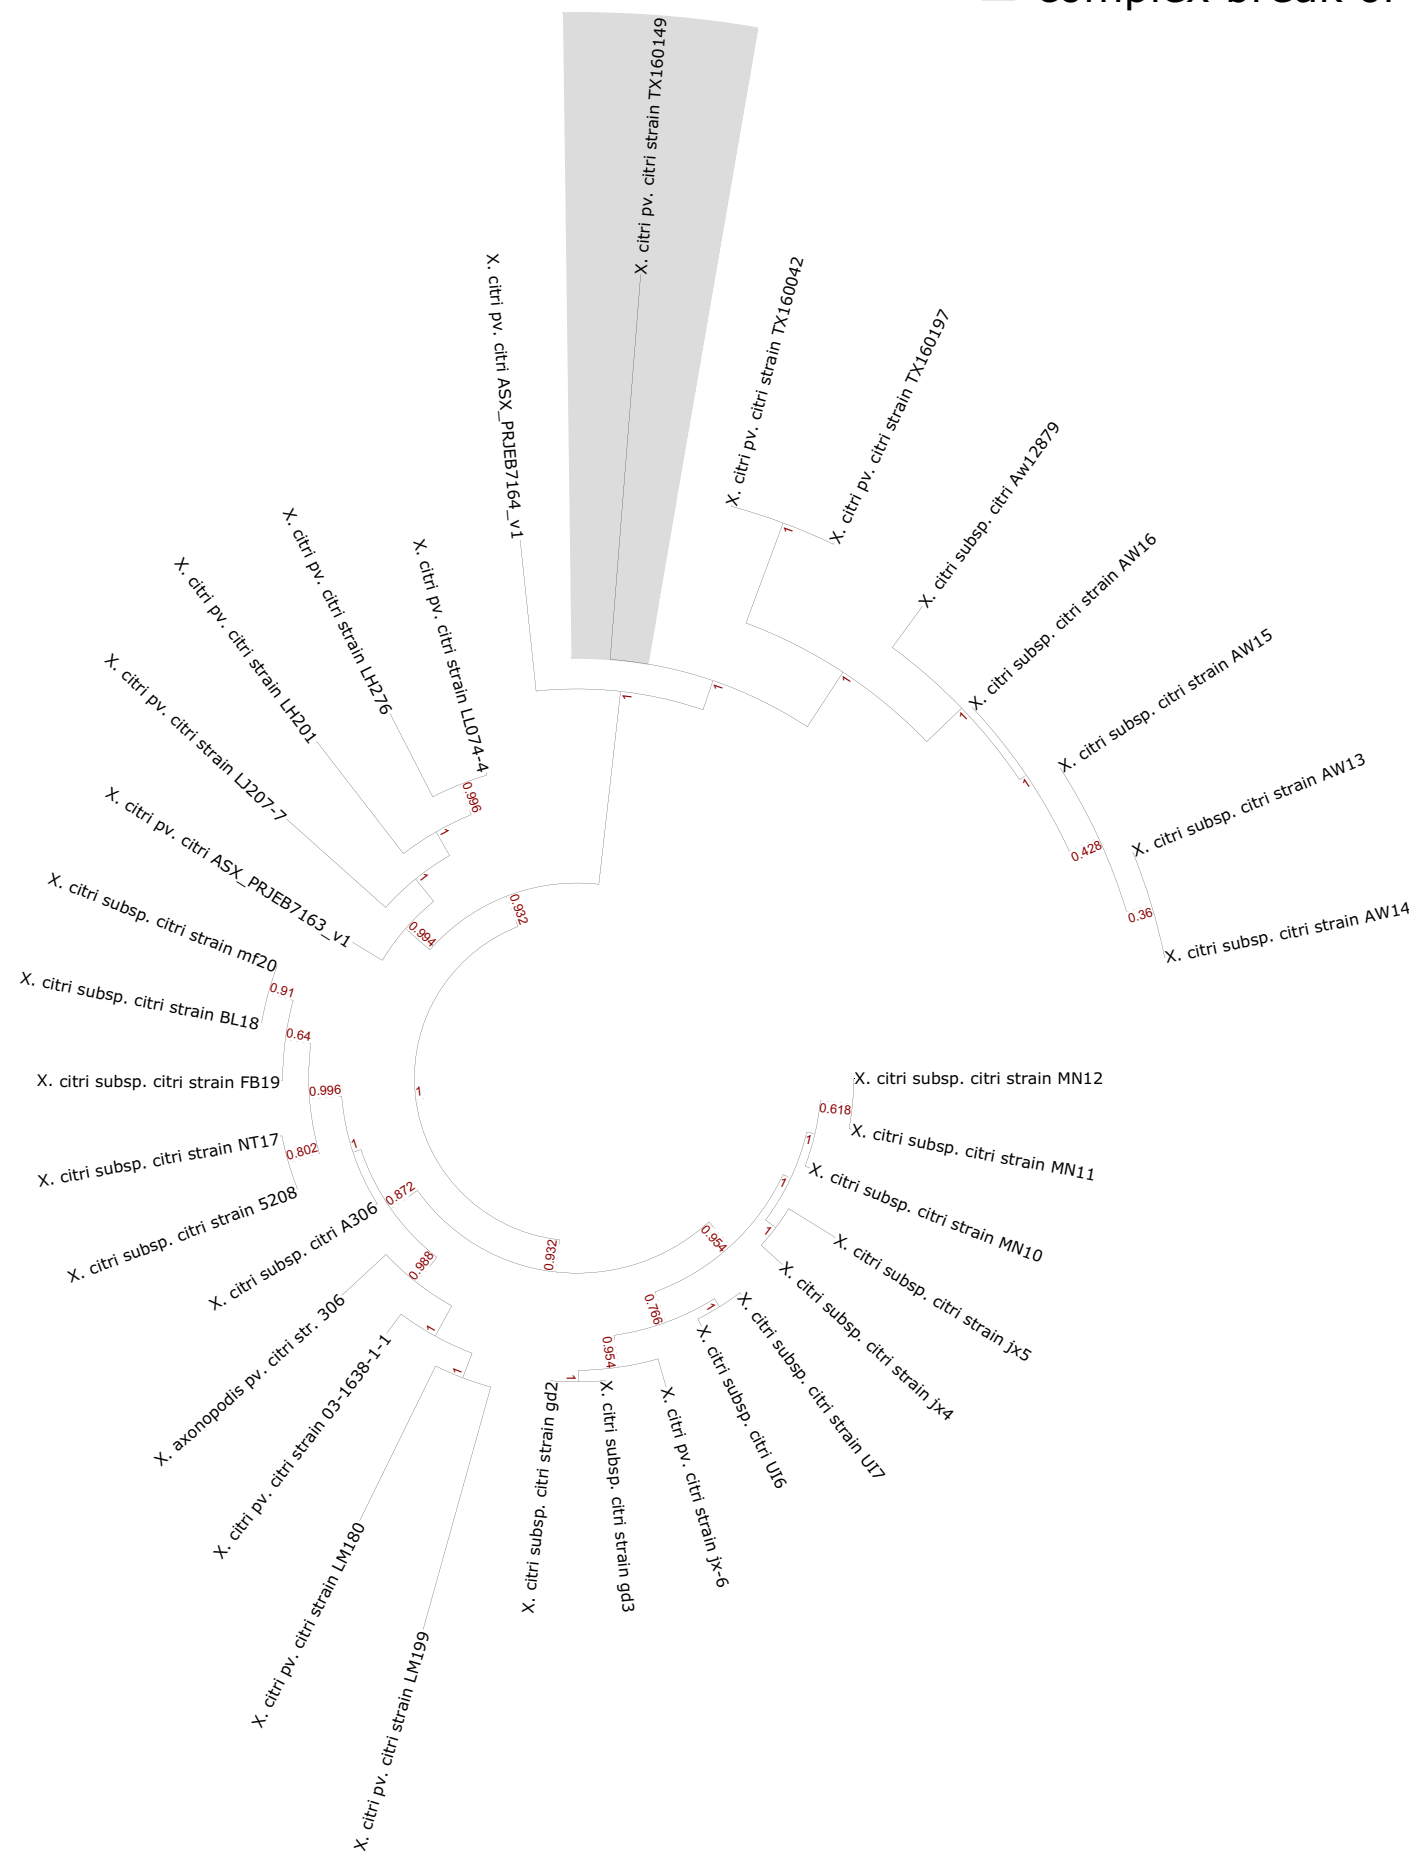 X. citri pv. citri strain TX160149
X. citri pv. citri strain TX160042
X. citri pv. citri strain TX160197
X. citri subsp. citri Aw12879
X. citri subsp. citri strain AW16
X. citri subsp. citri strain AW15
X. citri subsp. citri strain AW13
X. citri subsp. citri strain AW14
X. citri subsp. citri strain MN12
X. citri subsp. citri strain MN11
X. citri subsp. citri strain MN10
X. citri subsp. citri strain jx5
X. citri subsp. citri strain jx4
X. citri subsp. citri strain UI7
X. citri subsp. citri UI6
X. citri pv. citri strain jx-6
X. citri subsp. citri strain gd3
X. citri subsp. citri strain gd2
X. citri pv. citri strain LM199
X. citri pv. citri strain LM180
X. citri pv. citri strain 03-1638-1-1
X. axonopodis pv. citri str. 306
X. citri subsp. citri A306
X. citri subsp. citri strain 5208
X. citri subsp. citri strain NT17
X. citri subsp. citri strain FB19
X. citri subsp. citri strain BL18
X. citri subsp. citri strain mf20
X. citri pv. citri ASX_PRJEB7163_v1
X. citri pv. citri strain LJ207-7
X. citri pv. citri strain LH201
X. citri pv. citri strain LH276
X. citri pv. citri strain LL074-4
X. citri pv. citri ASX_PRJEB7164_v1
1
1
1
1
1
1
0.428
0.36
0.618
1
1
1
0.954
0.766
1
0.954
1
0.932
0.872
1
0.988
1
1
0.996
0.802
0.64
0.91
1
0.932
0.994
1
1
0.996